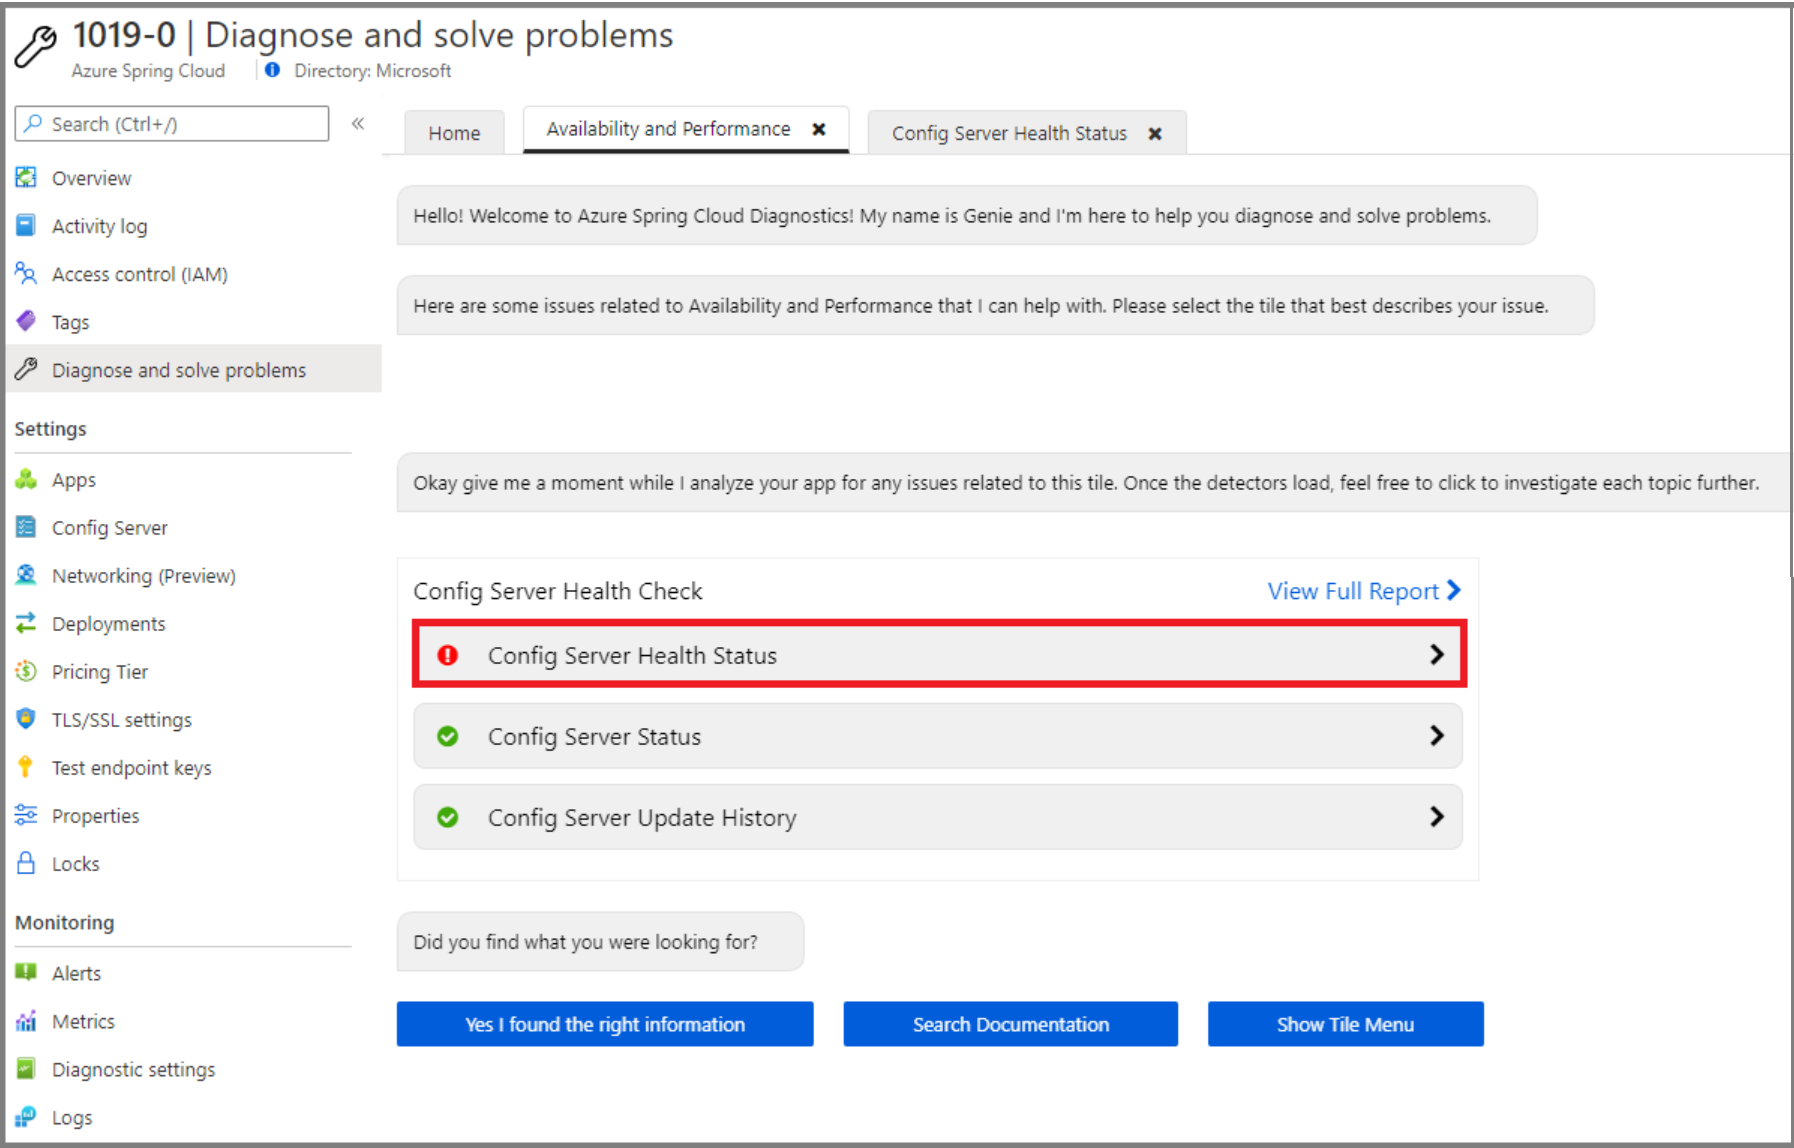 1019-0 | Diagnose and solve problems
Azure Spring Cloud | Directory: Microsoft
Search (Ctrl+/)
«
Overview
Activity log
Access control (IAM)
Tags
Diagnose and solve problems
Settings
Apps
Config Server
Networking (Preview)
Deployments
Pricing Tier
TLS/SSL settings
Test endpoint keys
Properties
Locks
Monitoring
Alerts
Metrics
Diagnostic settings
Logs
Home
Availability and Performance
Config Server Health Status
Hello! Welcome to Azure Spring Cloud Diagnostics! My name is Genie and I'm here to help you diagnose and solve problems.
Here are some issues related to Availability and Performance that I can help with. Please select the tile that best describes your issue.
Okay give me a moment while I analyze your app for any issues related to this tile. Once the detectors load, feel free to click to investigate each topic further.
Config Server Health Check
View Full Report
Config Server Health Status
Config Server Status
Config Server Update History
Did you find what you were looking for?
Yes I found the right information
Search Documentation
Show Tile Menu